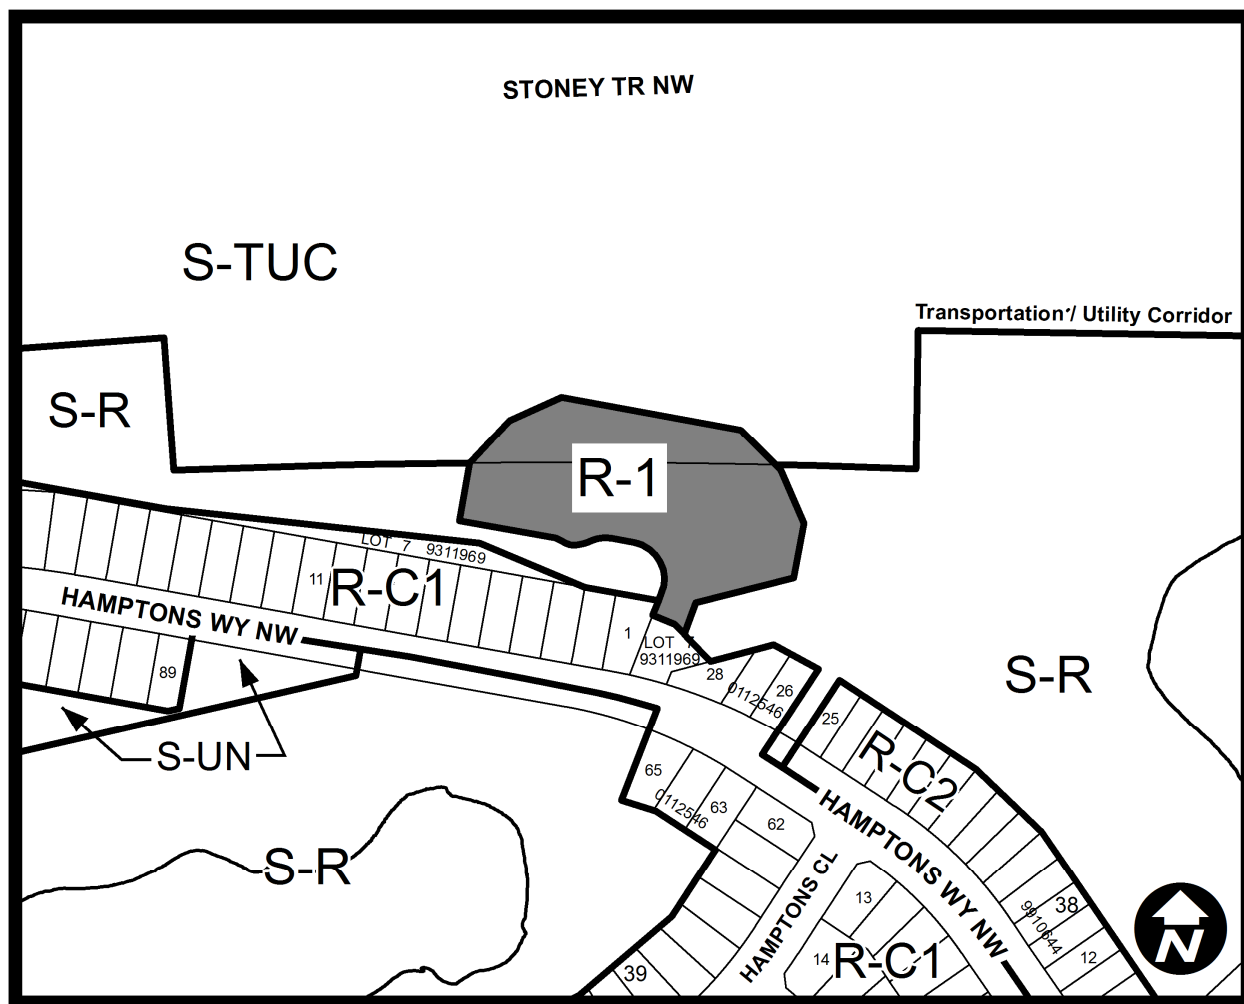 STONEY TR NW
S-TUC
Transportation / Utility Corridor
S-R
R-1
LOT 7 9311969
11
R-C1
HAMPTONS WY NW
1
LOT 7
9311969
89
28
26
0112546
25
S-R
S-UN
R-C2
65
63
0112546
62
HAMPTONS WY NW
S-R
HAMPTONS CL
13
38
9910644
14
R-C1
12
39
N